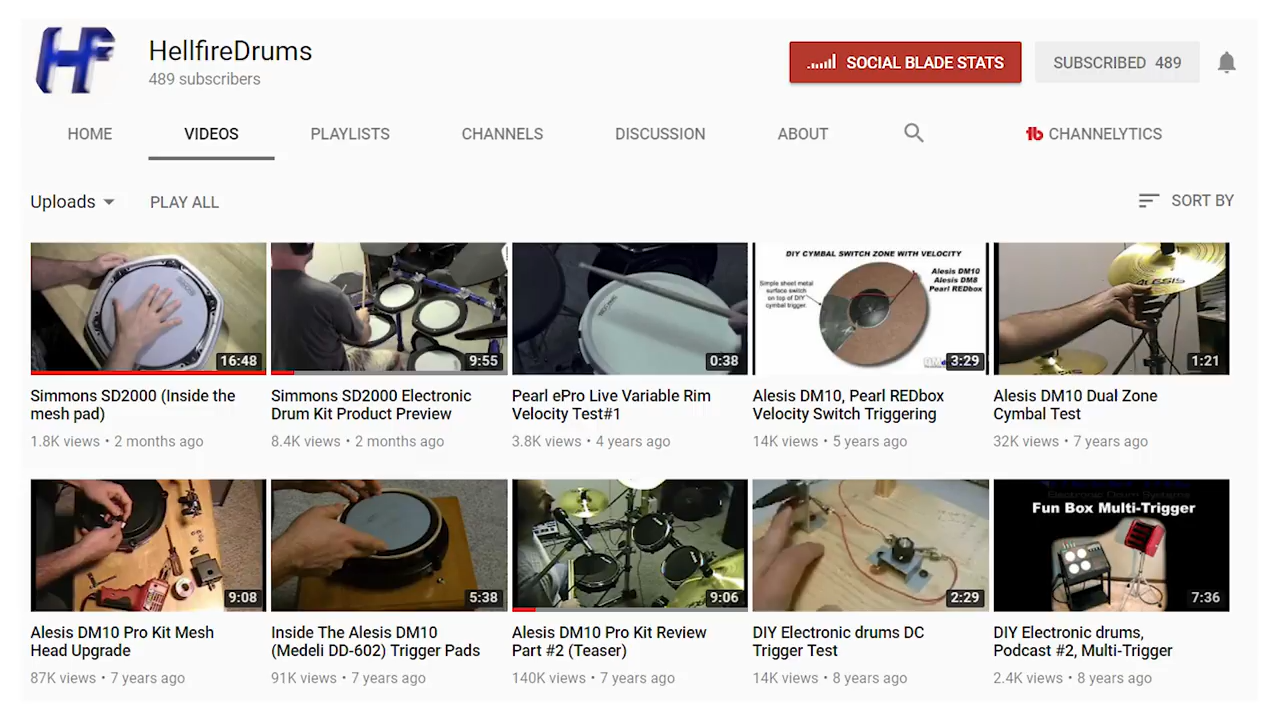 HF
HellfireDrums
489 subscribers
SOCIAL BLADE STATS
SUBSCRIBED 489
HOME
VIDEOS
PLAYLISTS
CHANNELS
DISCUSSION
ABOUT
CHANNELYTICS
Uploads
PLAY ALL
SORT BY
16:48
Simmons SD2000 (Inside the
mesh pad)
1.8K views • 2 months ago
9:55
Simmons SD2000 Electronic
Drum Kit Product Preview
8.4K views • 2 months ago
0:38
Pearl ePro Live Variable Rim
Velocity Test#1
3.8K views • 4 years ago
DIY CYMBAL SWITCH ZONE WITH VELOCITY
Simple sheet metal
surface switch
on top of DIY
cymbal trigger.
Alesis DM10
Alesis DM8
Pearl REDbox
3:29
Alesis DM10, Pearl REDbox
Velocity Switch Triggering
14K views • 5 years ago
ALESIS
1:21
Alesis DM10 Dual Zone
Cymbal Test
32K views • 7 years ago
9:08
Alesis DM10 Pro Kit Mesh
Head Upgrade
87K views • 7 years ago
5:38
Inside The Alesis DM10
(Medeli DD-602) Trigger Pads
91K views • 7 years ago
9:06
Alesis DM10 Pro Kit Review
Part #2 (Teaser)
140K views • 7 years ago
2:29
DIY Electronic drums DC
Trigger Test
14K views • 8 years ago
Electronic Drum Systems
Fun Box Multi-Trigger
7:36
DIY Electronic drums,
Podcast #2, Multi-Trigger
2.4K views • 8 years ago